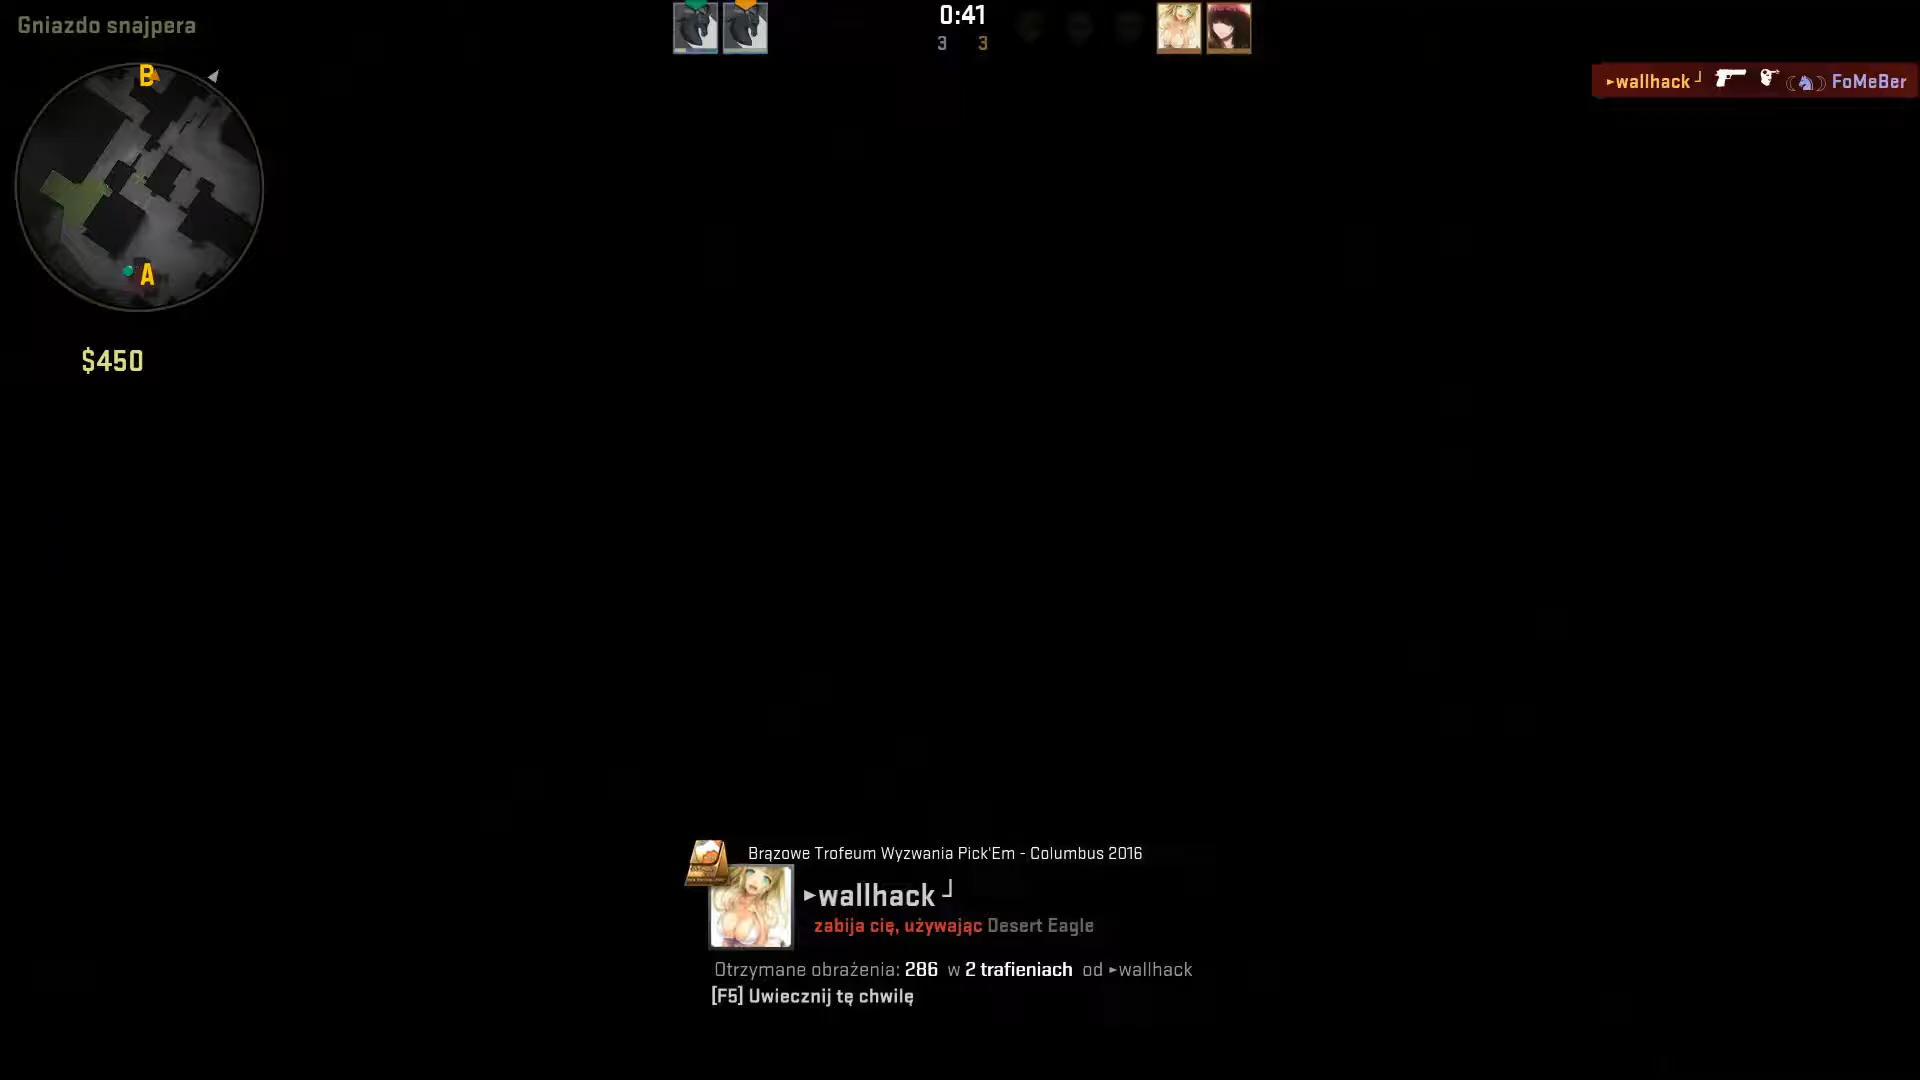 Gniazdo snajpera
0:41
3 3
B
▸wallhack ┘ FoMeBer
A
$450
Brązowe Trofeum Wyzwania Pick'Em - Columbus 2016
▸wallhack ┘
zabija cię, używając Desert Eagle
Otrzymane obrażenia: 286 w 2 trafieniach od ▸wallhack
[F5] Uwiecznij tę chwilę